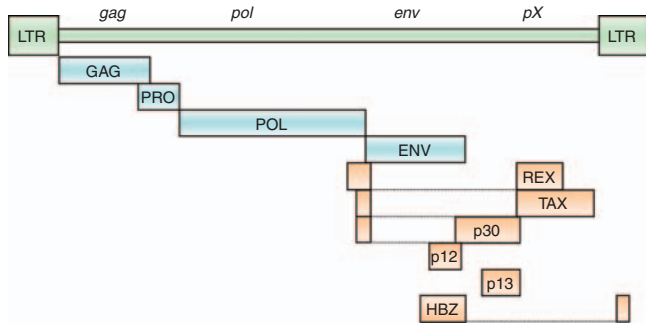 gag pol env pX
LTR LTR
GAG
PRO
POL
ENV
REX
TAX
p30
p12
p13
HBZ